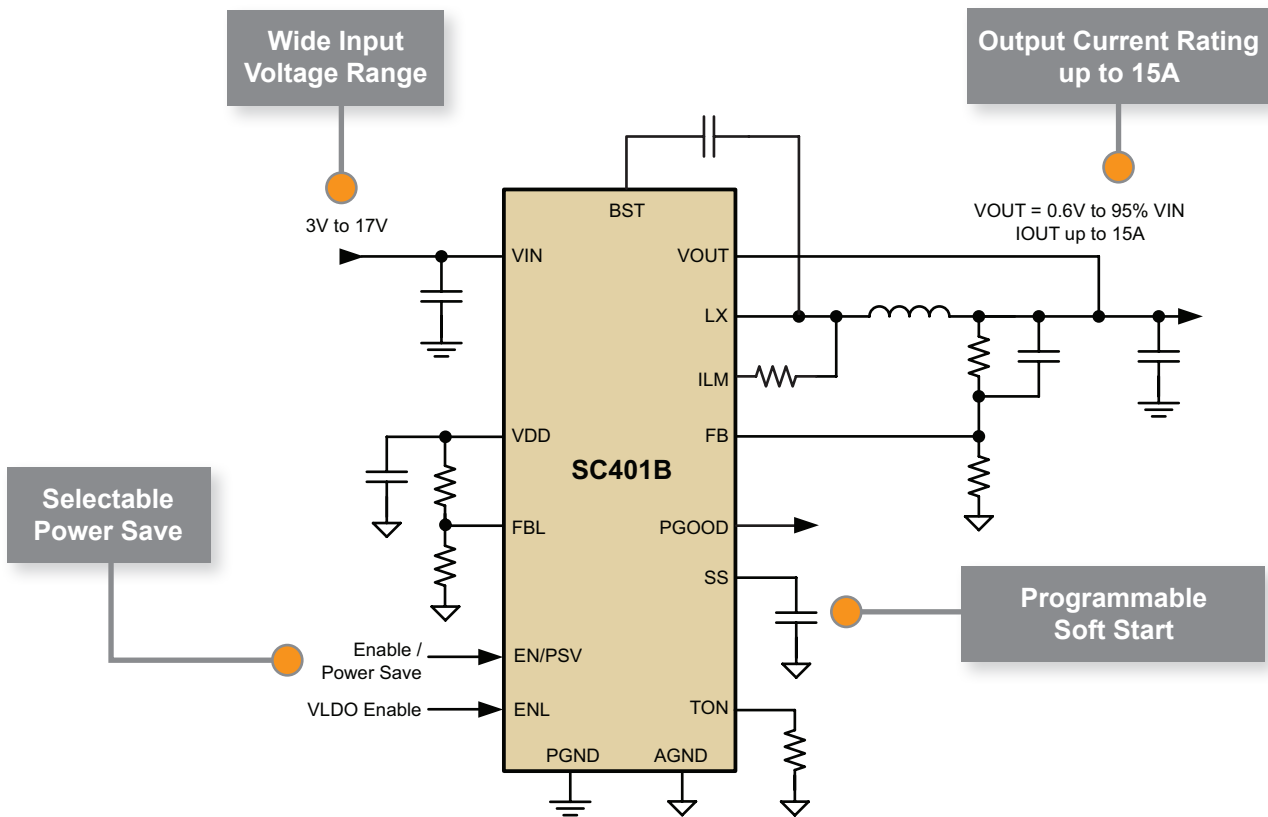 Wide Input
Voltage Range
Output Current Rating
up to 15A
3V to 17V
VOUT = 0.6V to 95% VIN
IOUT up to 15A
BST
VIN
VOUT
LX
ILM
VDD
FB
SC401B
Selectable
Power Save
FBL
PGOOD
SS
Programmable
Soft Start
Enable /
Power Save
EN/PSV
VLDO Enable
ENL
TON
PGND
AGND